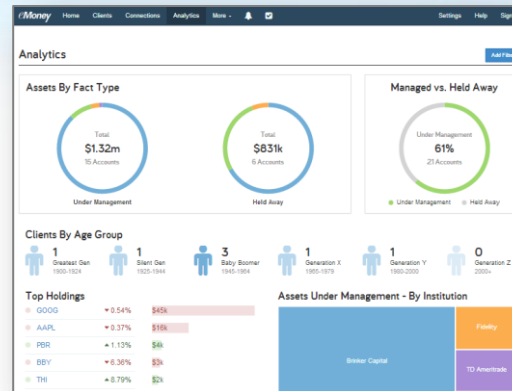 eMoney Home Clients Connections Analytics More Settings Help
Analytics
Assets By Fact Type
Managed vs. Held Away
Total
$1.32m
15 Accounts
Under Management
Total
$831k
6 Accounts
Held Away
Under Management
61%
21 Accounts
Under Management Held Away
Clients By Age Group
1
Greatest Gen
1900-1924
1
Silent Gen
1925-1944
3
Baby Boomer
1945-1964
1
Generation X
1965-1979
1
Generation Y
1980-2000
0
Generation Z
2000+
Top Holdings
GOOG 0.54% $45k
AAPL 0.37% $16k
PBR 1.13% $4k
BBY 6.36% $3k
THI 8.79% $2k
Assets Under Management - By Institution
Brinker Capital
Fidelity
TD Ameritrade